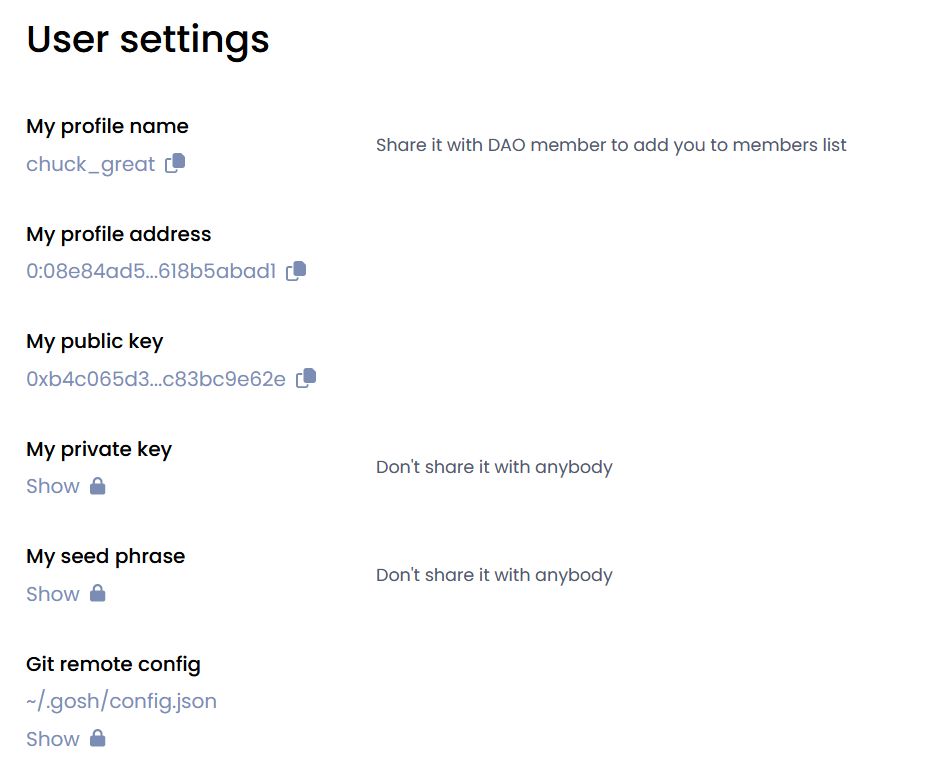 User settings
My profile name
chuck_great
Share it with DAO member to add you to members list
My profile address
0:08e84ad5...618b5abad1
My public key
0xb4c065d3...c83bc9e62e
My private key
Show
Don't share it with anybody
My seed phrase
Show
Don't share it with anybody
Git remote config
~/.gosh/config.json
Show